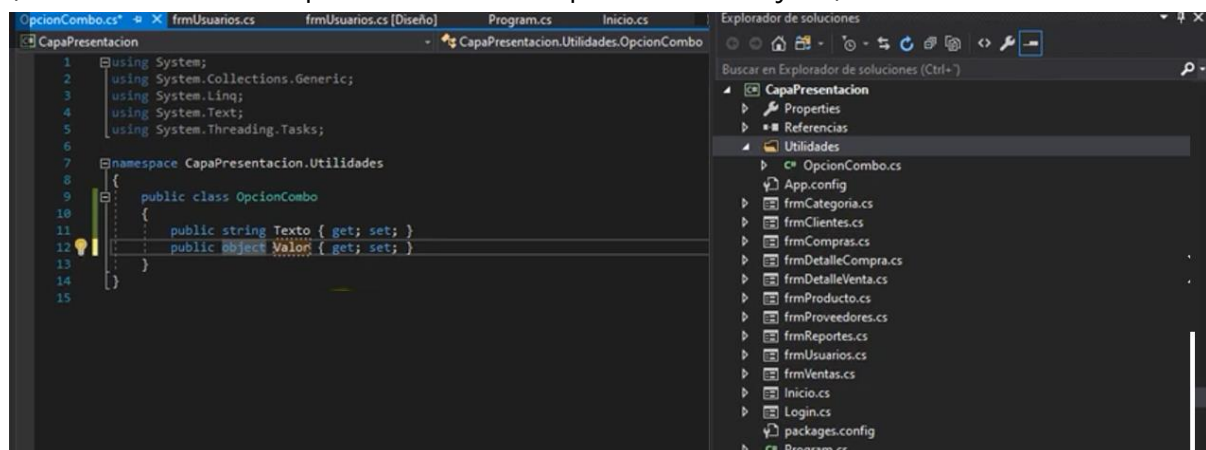 OpcionCombo.cs* frmUsuarios.cs frmUsuarios.cs [Diseño] Program.cs Inicio.cs
CapaPresentacion CapaPresentacion.Utilidades.OpcionCombo
1 using System;
2 using System.Collections.Generic;
3 using System.Linq;
4 using System.Text;
5 using System.Threading.Tasks;
6
7 namespace CapaPresentacion.Utilidades
8 {
9 public class OpcionCombo
10 {
11 public string Texto { get; set; }
12 public object Valor { get; set; }
13 }
14 }
15
Explorador de soluciones
Buscar en Explorador de soluciones (Ctrl+¨)
CapaPresentacion
Properties
Referencias
Utilidades
C# OpcionCombo.cs
App.config
frmCategoria.cs
frmClientes.cs
frmCompras.cs
frmDetalleCompra.cs
frmDetalleVenta.cs
frmProducto.cs
frmProveedores.cs
frmReportes.cs
frmUsuarios.cs
frmVentas.cs
Inicio.cs
Login.cs
packages.config
C# Program.cs